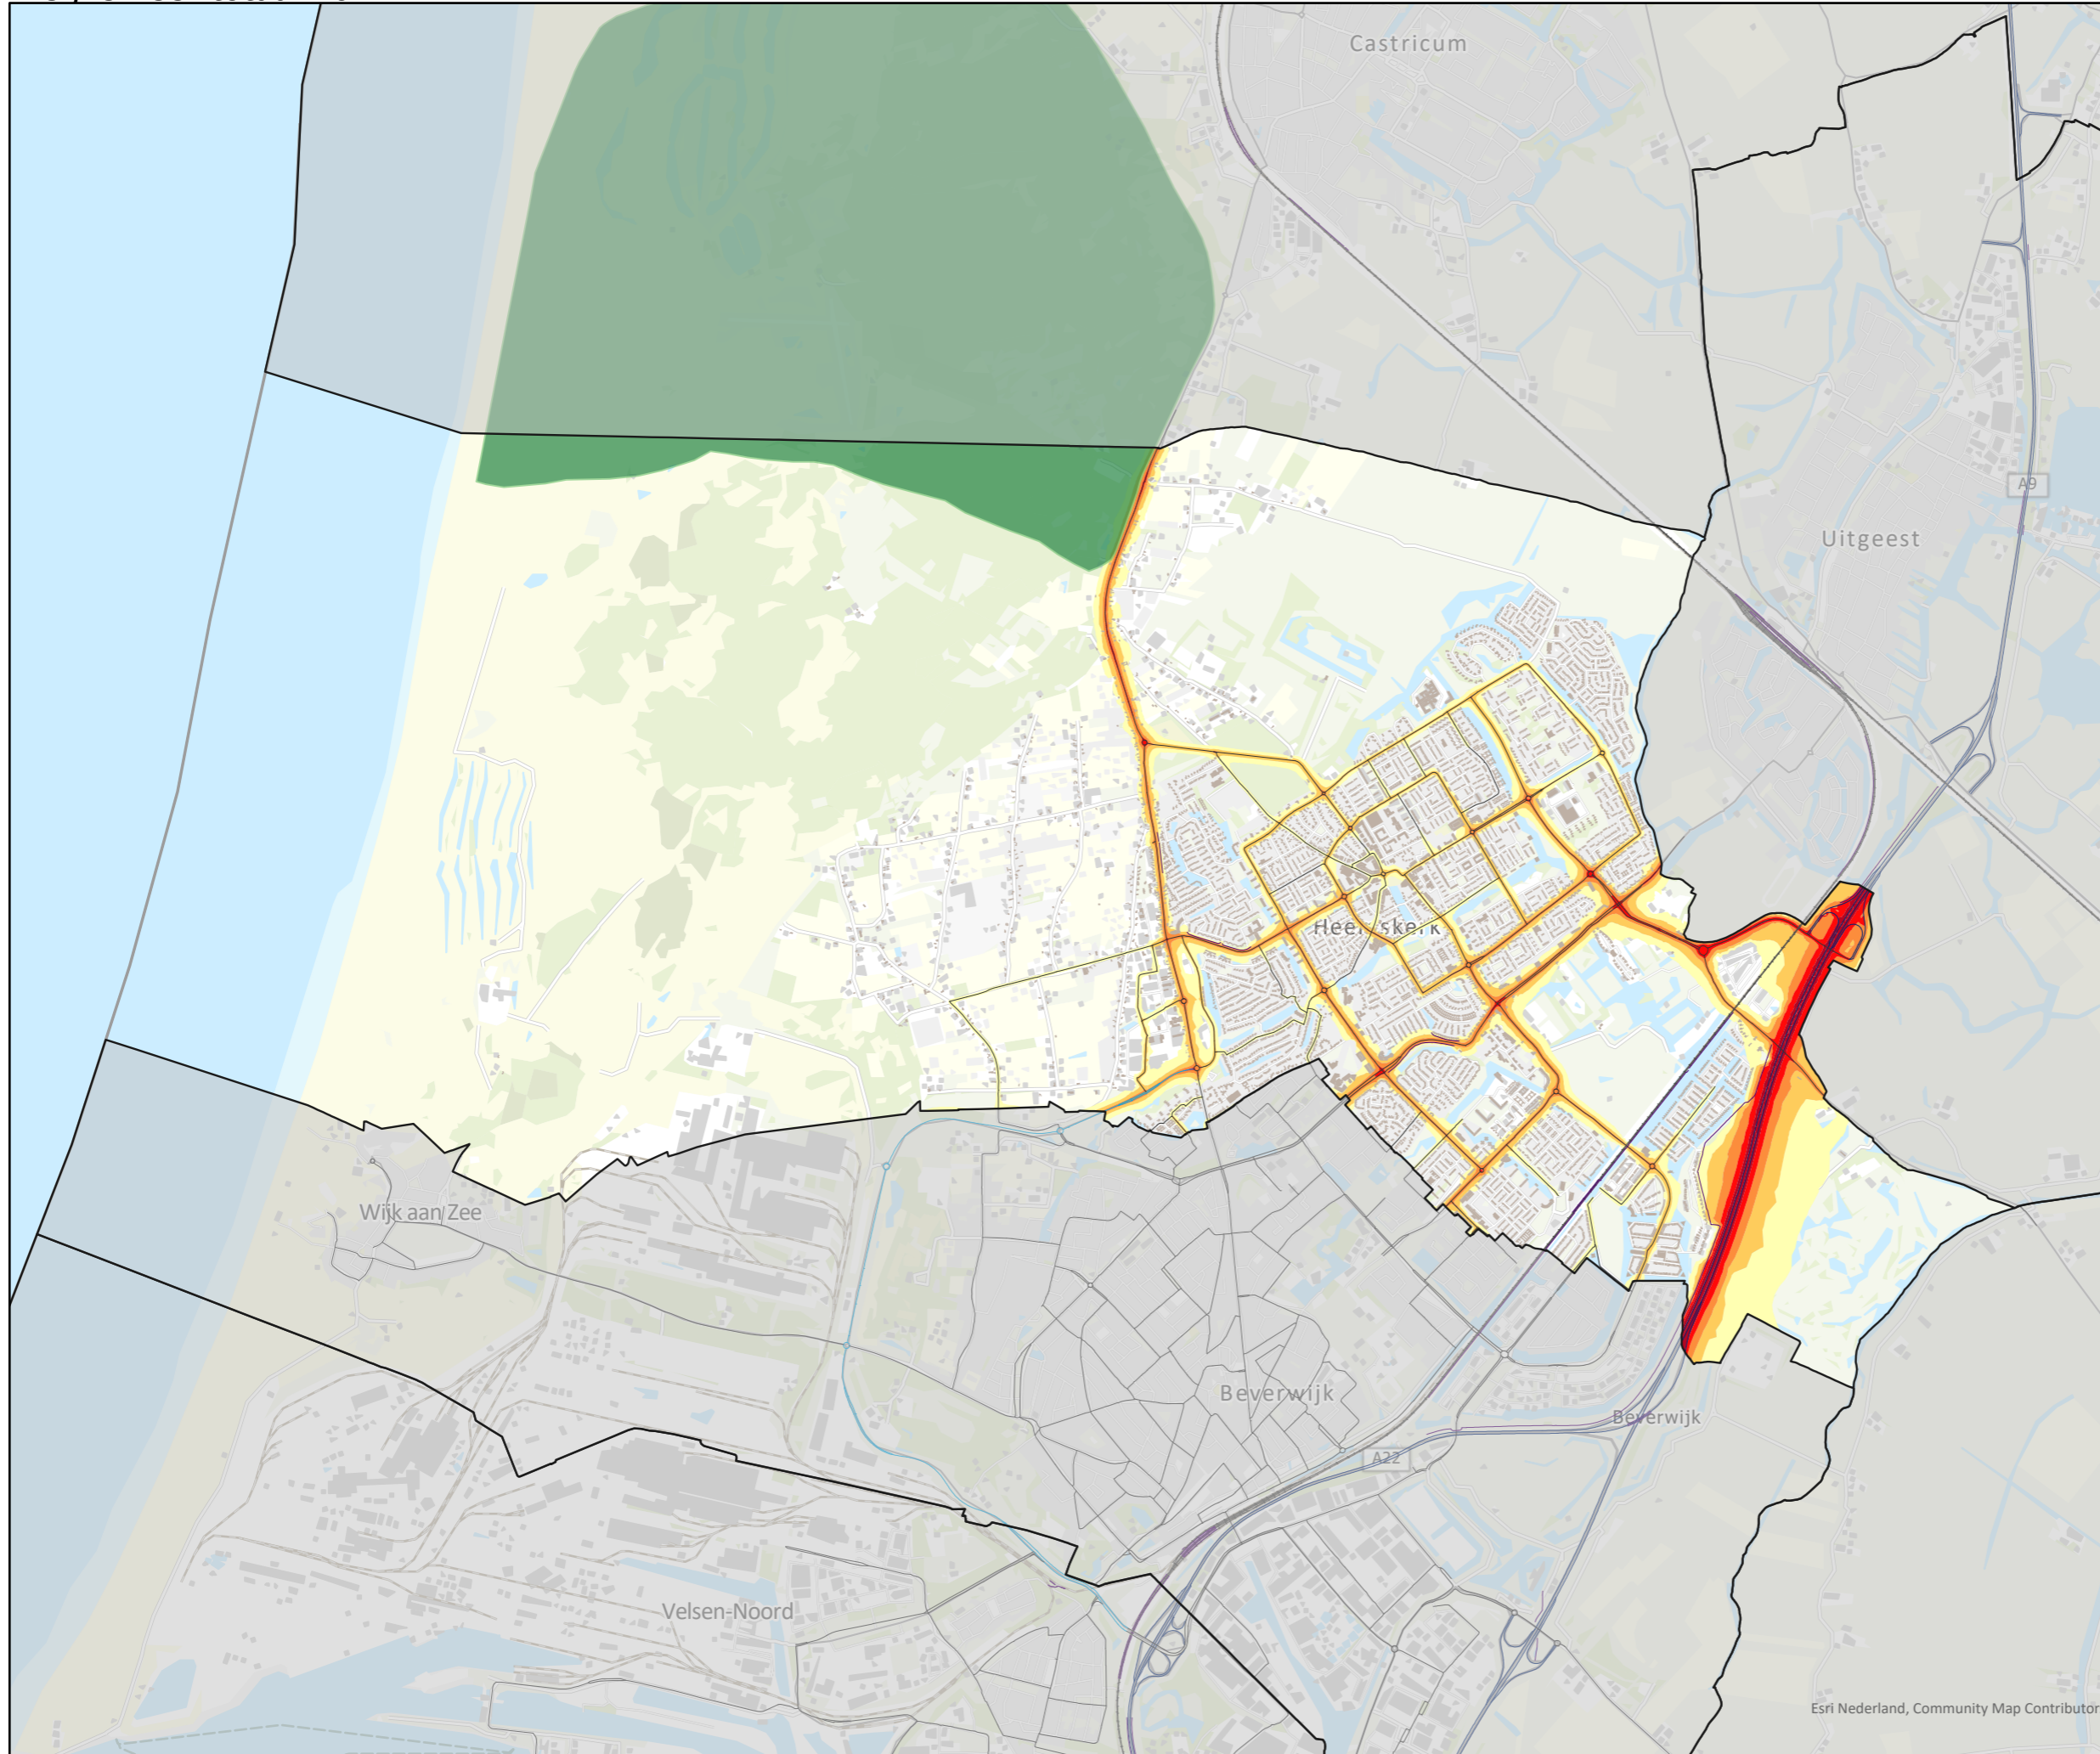 Castricum
A9
Uitgeest
Wijk aan Zee
Beverwijk
Beverwijk
A22
Velsen-Noord
Esri Nederland, Community Map Contributor